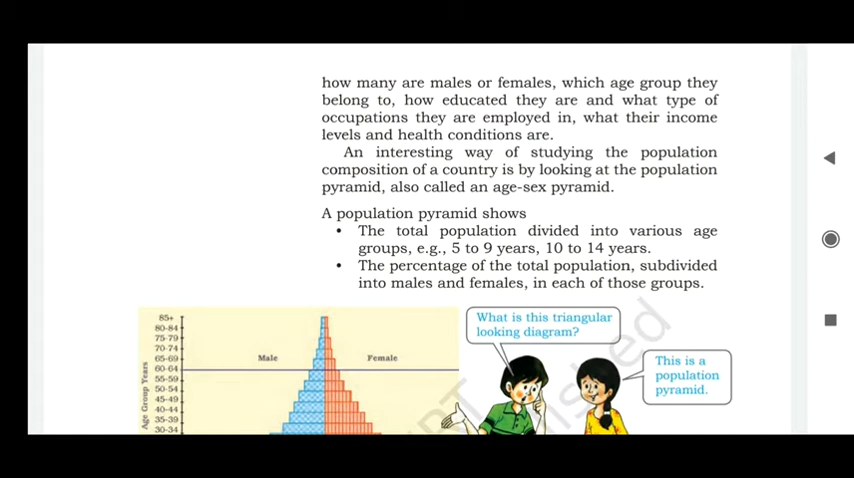 how many are males or females, which age group they
belong to, how educated they are and what type of
occupations they are employed in, what their income
levels and health conditions are.
An interesting way of studying the population
composition of a country is by looking at the population
pyramid, also called an age-sex pyramid.
A population pyramid shows
• The total population divided into various age
groups, e.g., 5 to 9 years, 10 to 14 years.
• The percentage of the total population, subdivided
into males and females, in each of those groups.
85+
80-84
75-79
70-74
65-69
60-64
55-59
50-54
45-49
40-44
35-39
30-34
Age Group Years
Male
Female
What is this triangular
looking diagram?
This is a
population
pyramid.